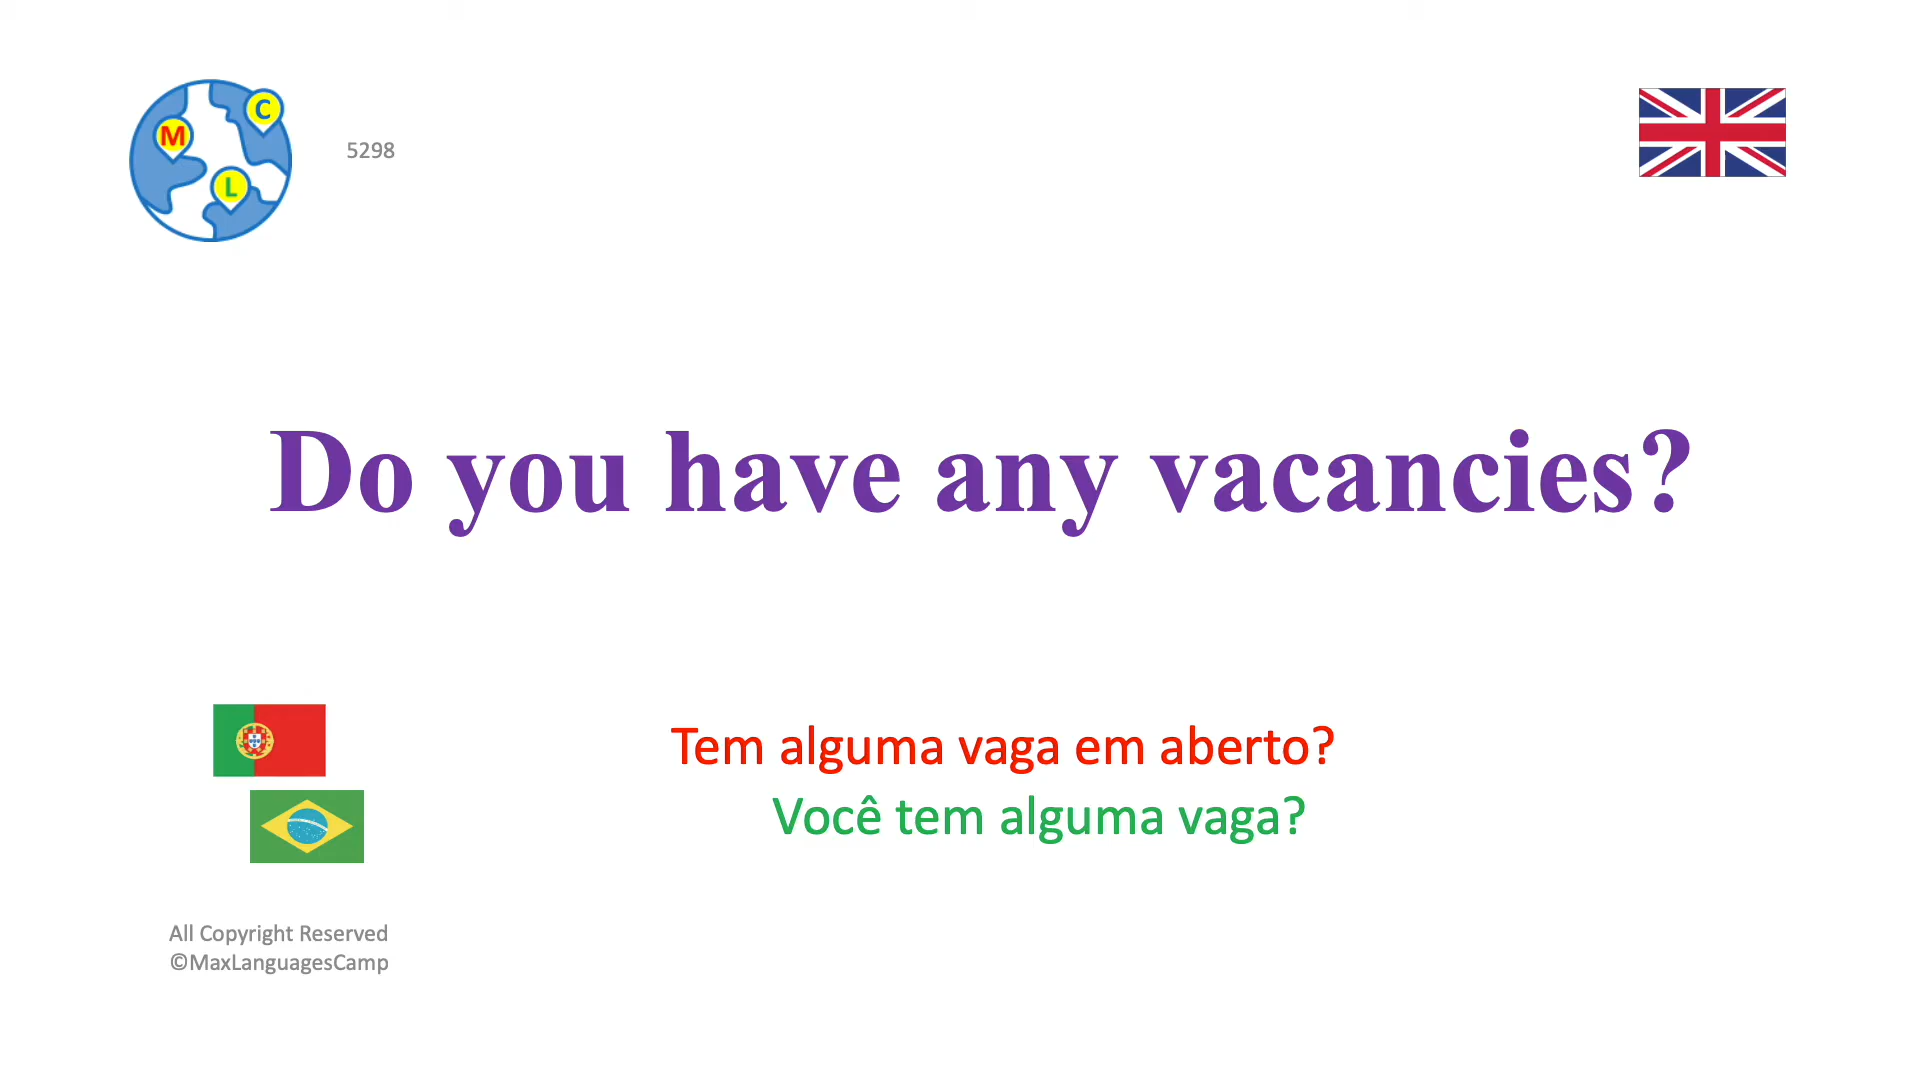 C
M
L
5298
Do you have any vacancies?
Tem alguma vaga em aberto?
Você tem alguma vaga?
All Copyright Reserved
©MaxLanguagesCamp